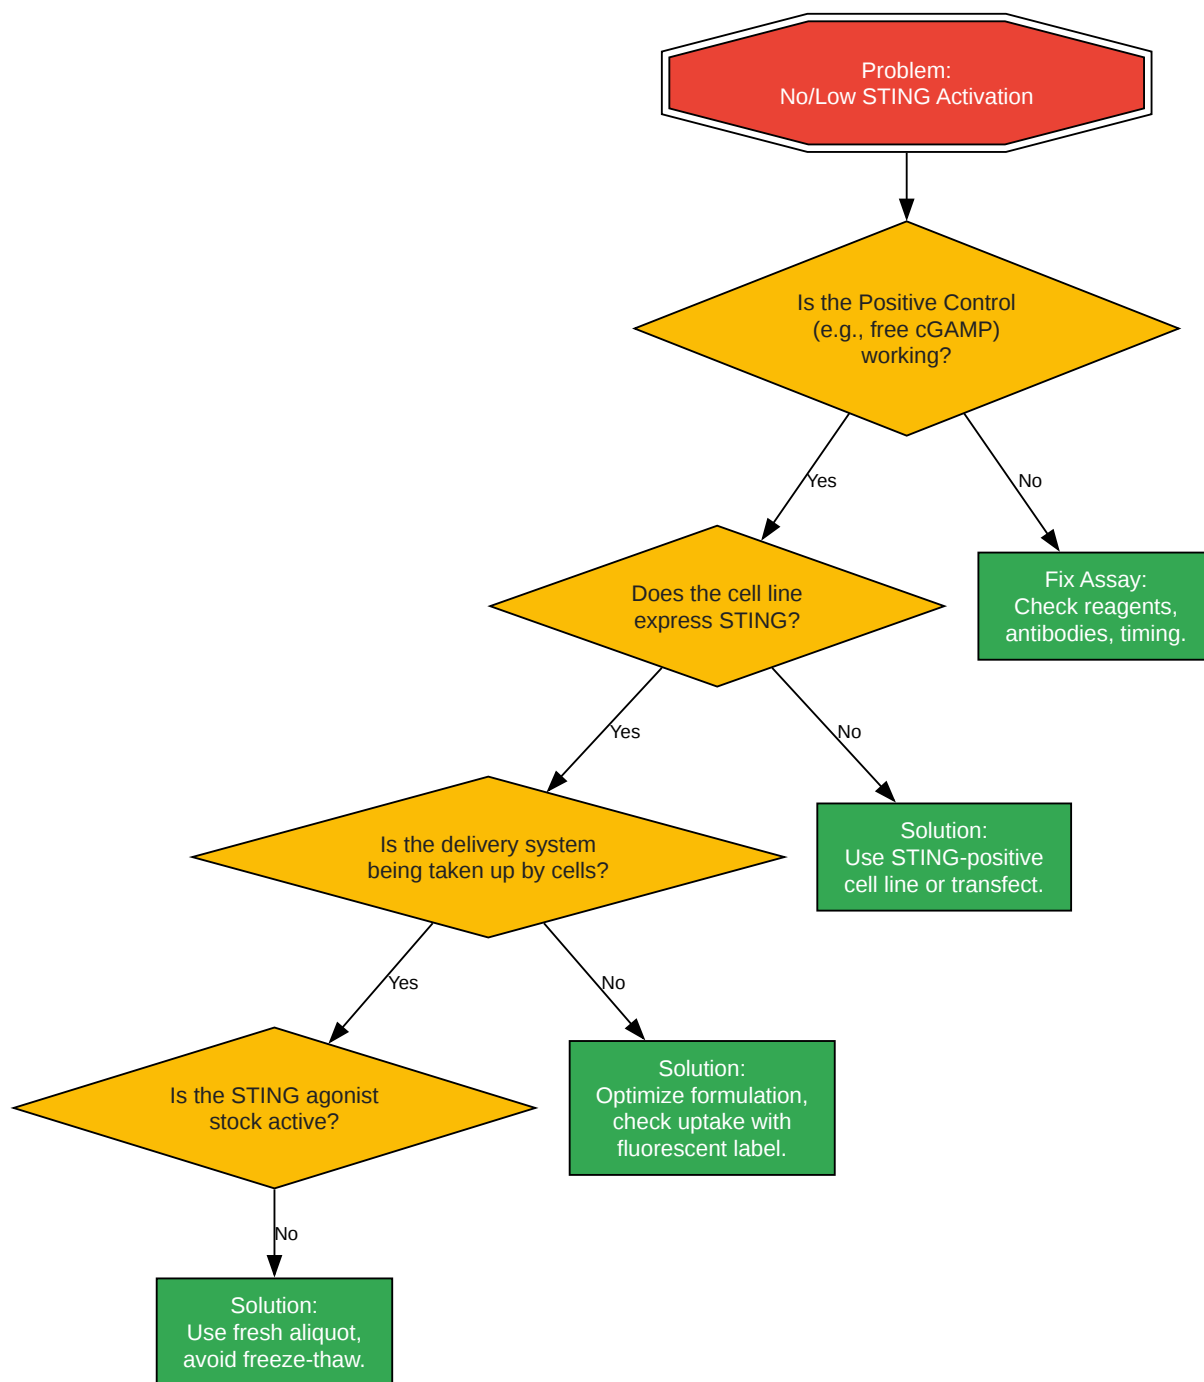 Problem:
No/Low STING Activation
Is the Positive Control
(e.g., free cGAMP)
working?
Yes
No
Does the cell line
express STING?
Fix Assay:
Check reagents,
antibodies, timing.
Yes
No
Is the delivery system
being taken up by cells?
Solution:
Use STING-positive
cell line or transfect.
Yes
No
Is the STING agonist
stock active?
Solution:
Optimize formulation,
check uptake with
fluorescent label.
No
Solution:
Use fresh aliquot,
avoid freeze-thaw.